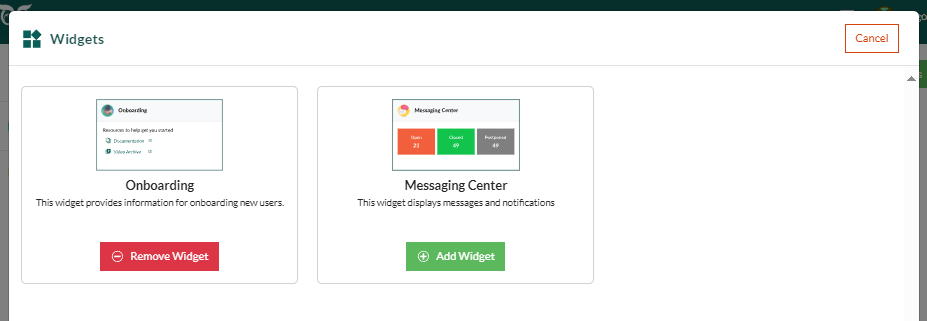 Widgets
Cancel
Onboarding
Resources to help get you started
Documentation
Video Archive
Onboarding
This widget provides information for onboarding new users.
Remove Widget
Messaging Center
Open
Closed
Postponed
21
49
49
Messaging Center
This widget displays messages and notifications
Add Widget